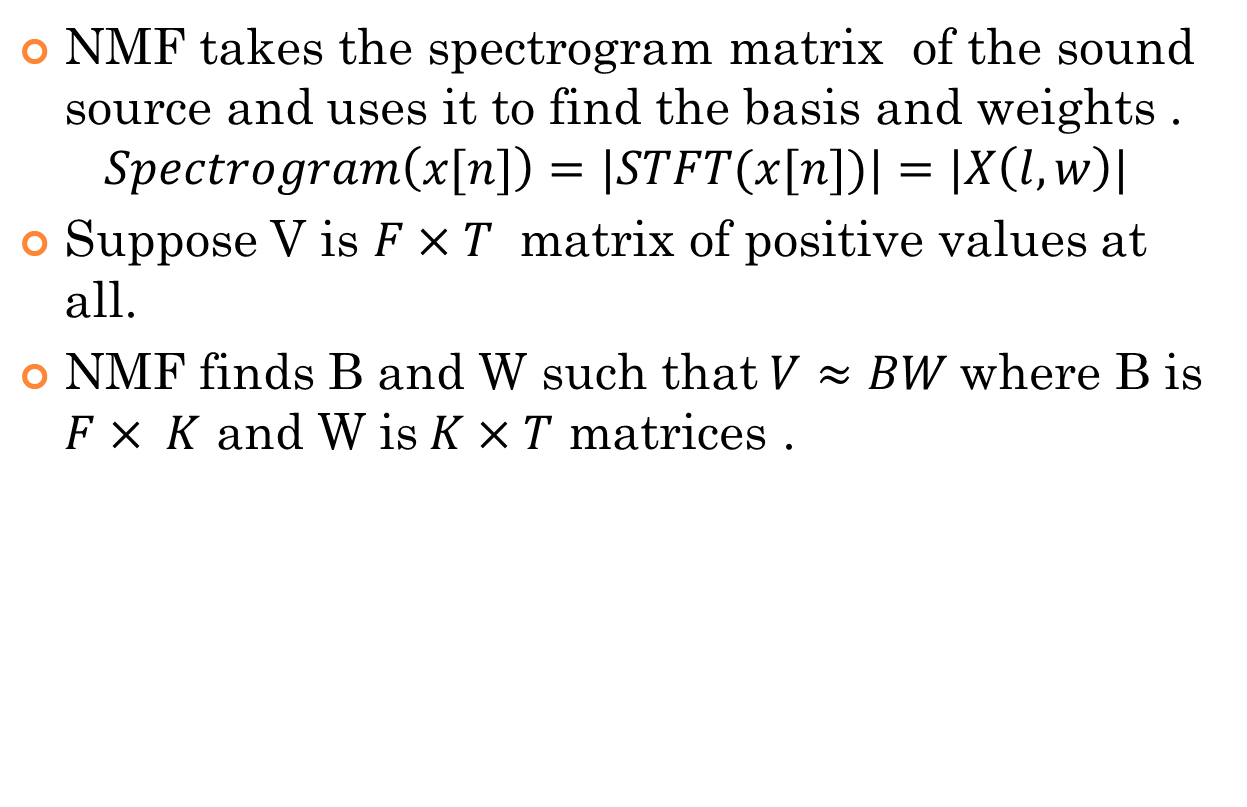 NMF takes the spectrogram matrix of the sound
source and uses it to find the basis and weights .
Spectrogram(x[n]) = |STFT(x[n])| = |X(l, w)|
Suppose V is F × T matrix of positive values at
all.
NMF finds B and W such that V ≈ BW where B is
F × K and W is K × T matrices .